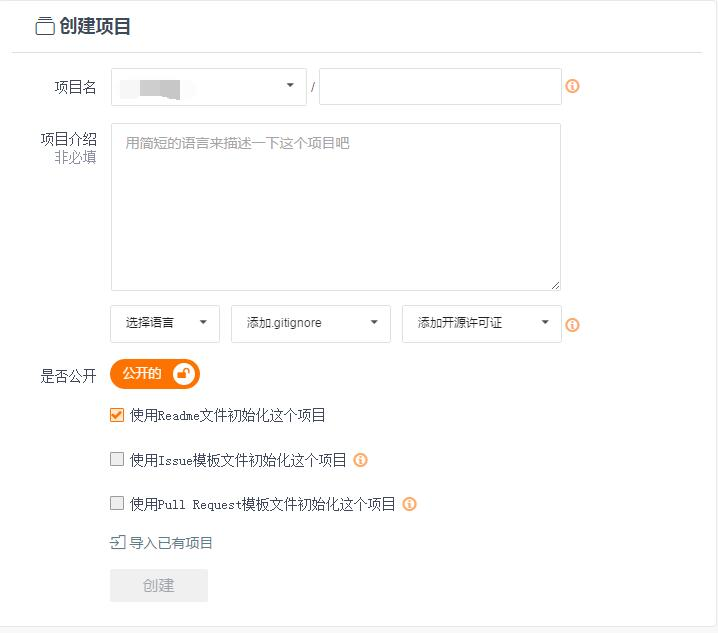 创建项目
项目名
/
项目介绍
非必填
用简短的语言来描述一下这个项目吧
选择语言 添加.gitignore 添加开源许可证
是否公开 公开的
使用Readme文件初始化这个项目
使用Issue模板文件初始化这个项目
使用Pull Request模板文件初始化这个项目
导入已有项目
创建